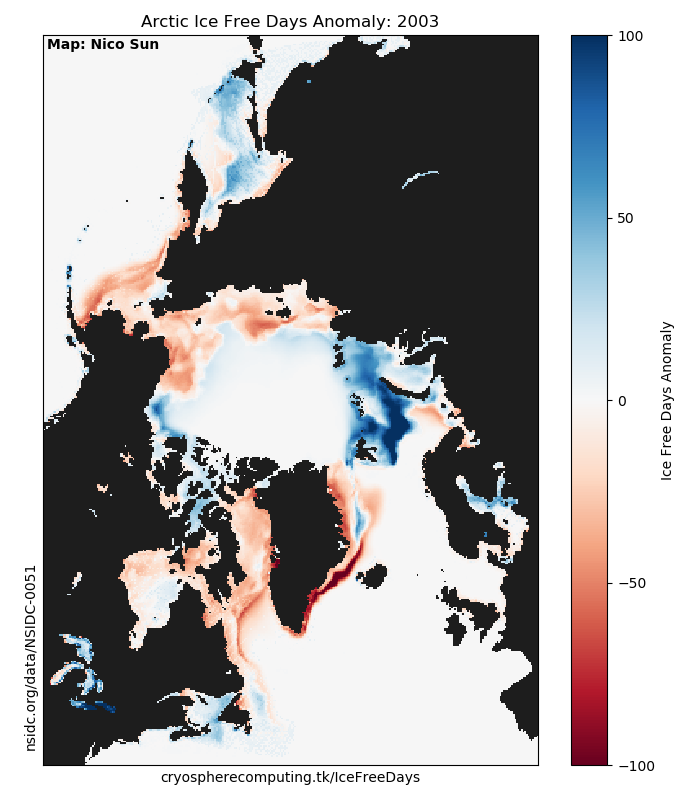 Arctic Ice Free Days Anomaly: 2003
Map: Nico Sun
100
50
0
−50
−100
Ice Free Days Anomaly
nsidc.org/data/NSIDC-0051
cryospherecomputing.tk/IceFreeDays